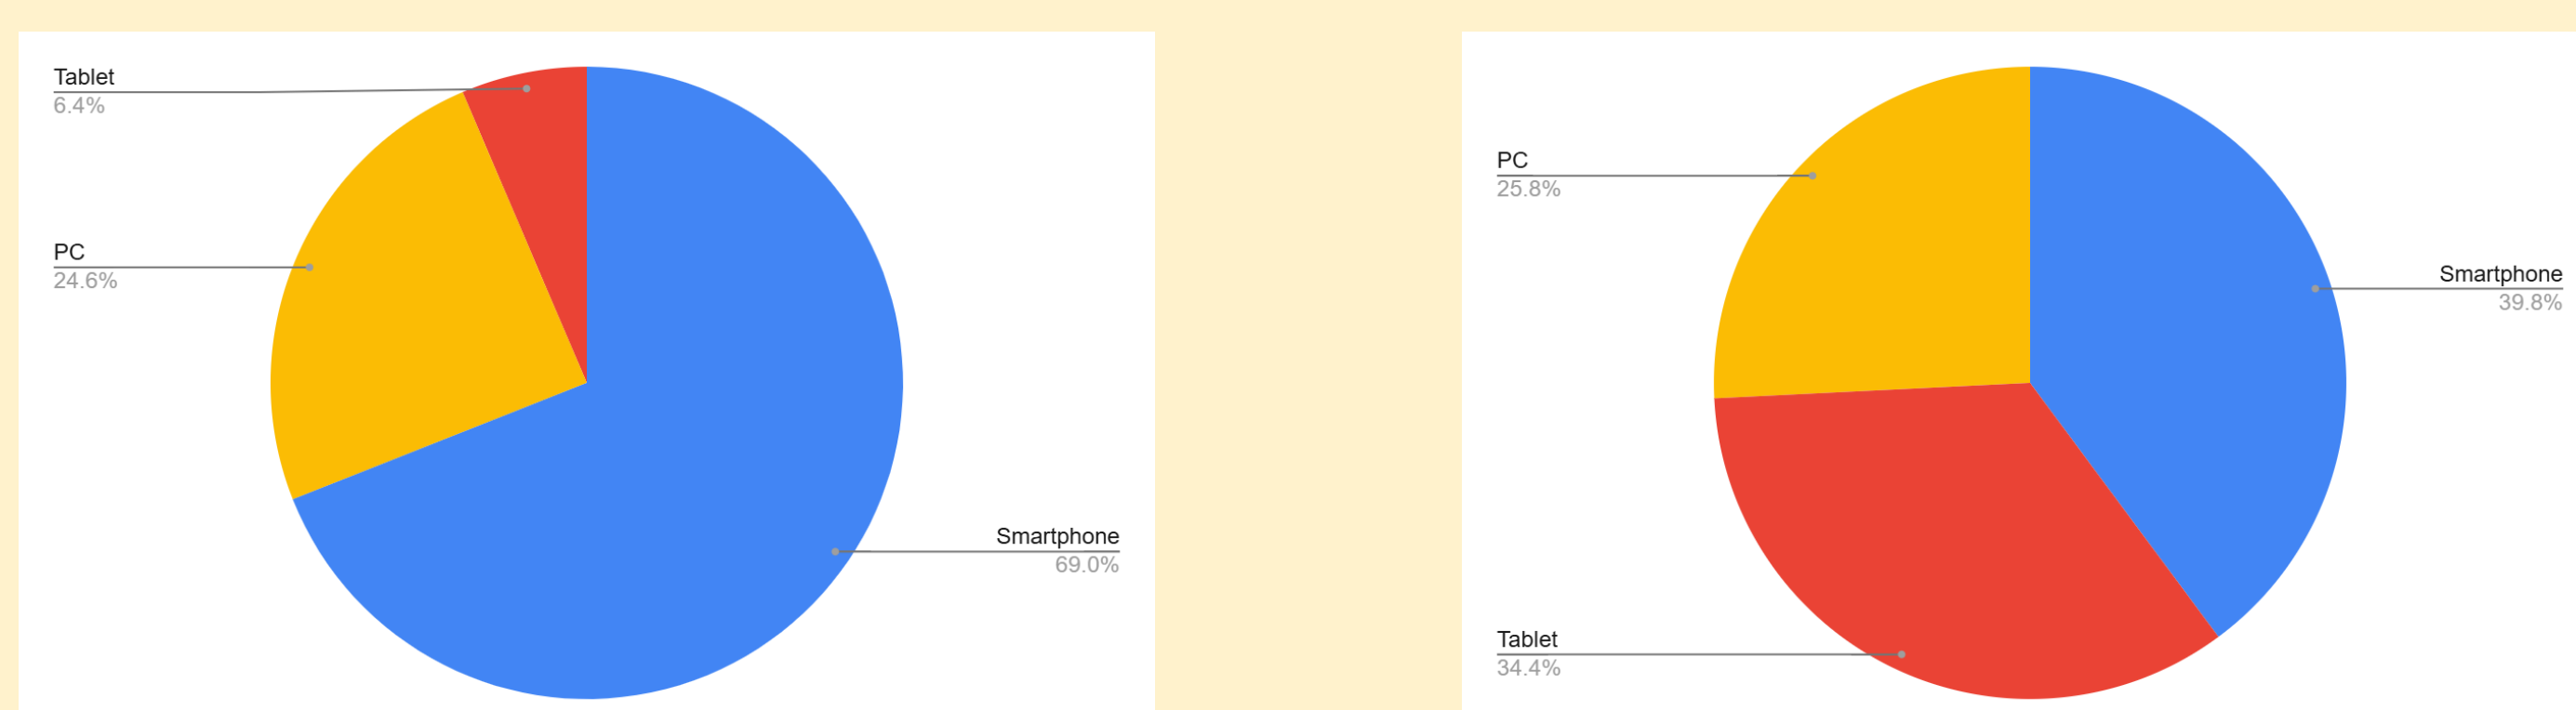 Tablet
6.4%
PC
24.6%
Smartphone
69.0%
PC
25.8%
Smartphone
39.8%
Tablet
34.4%